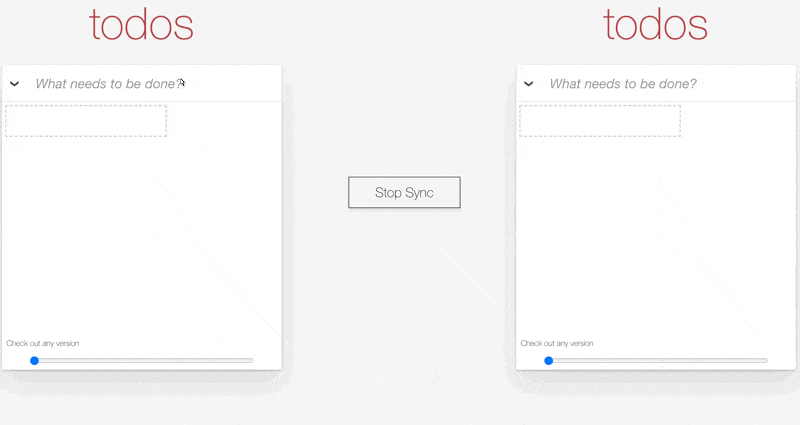 todos
What needs to be done?
Check out any version
Stop Sync
todos
What needs to be done?
Check out any version